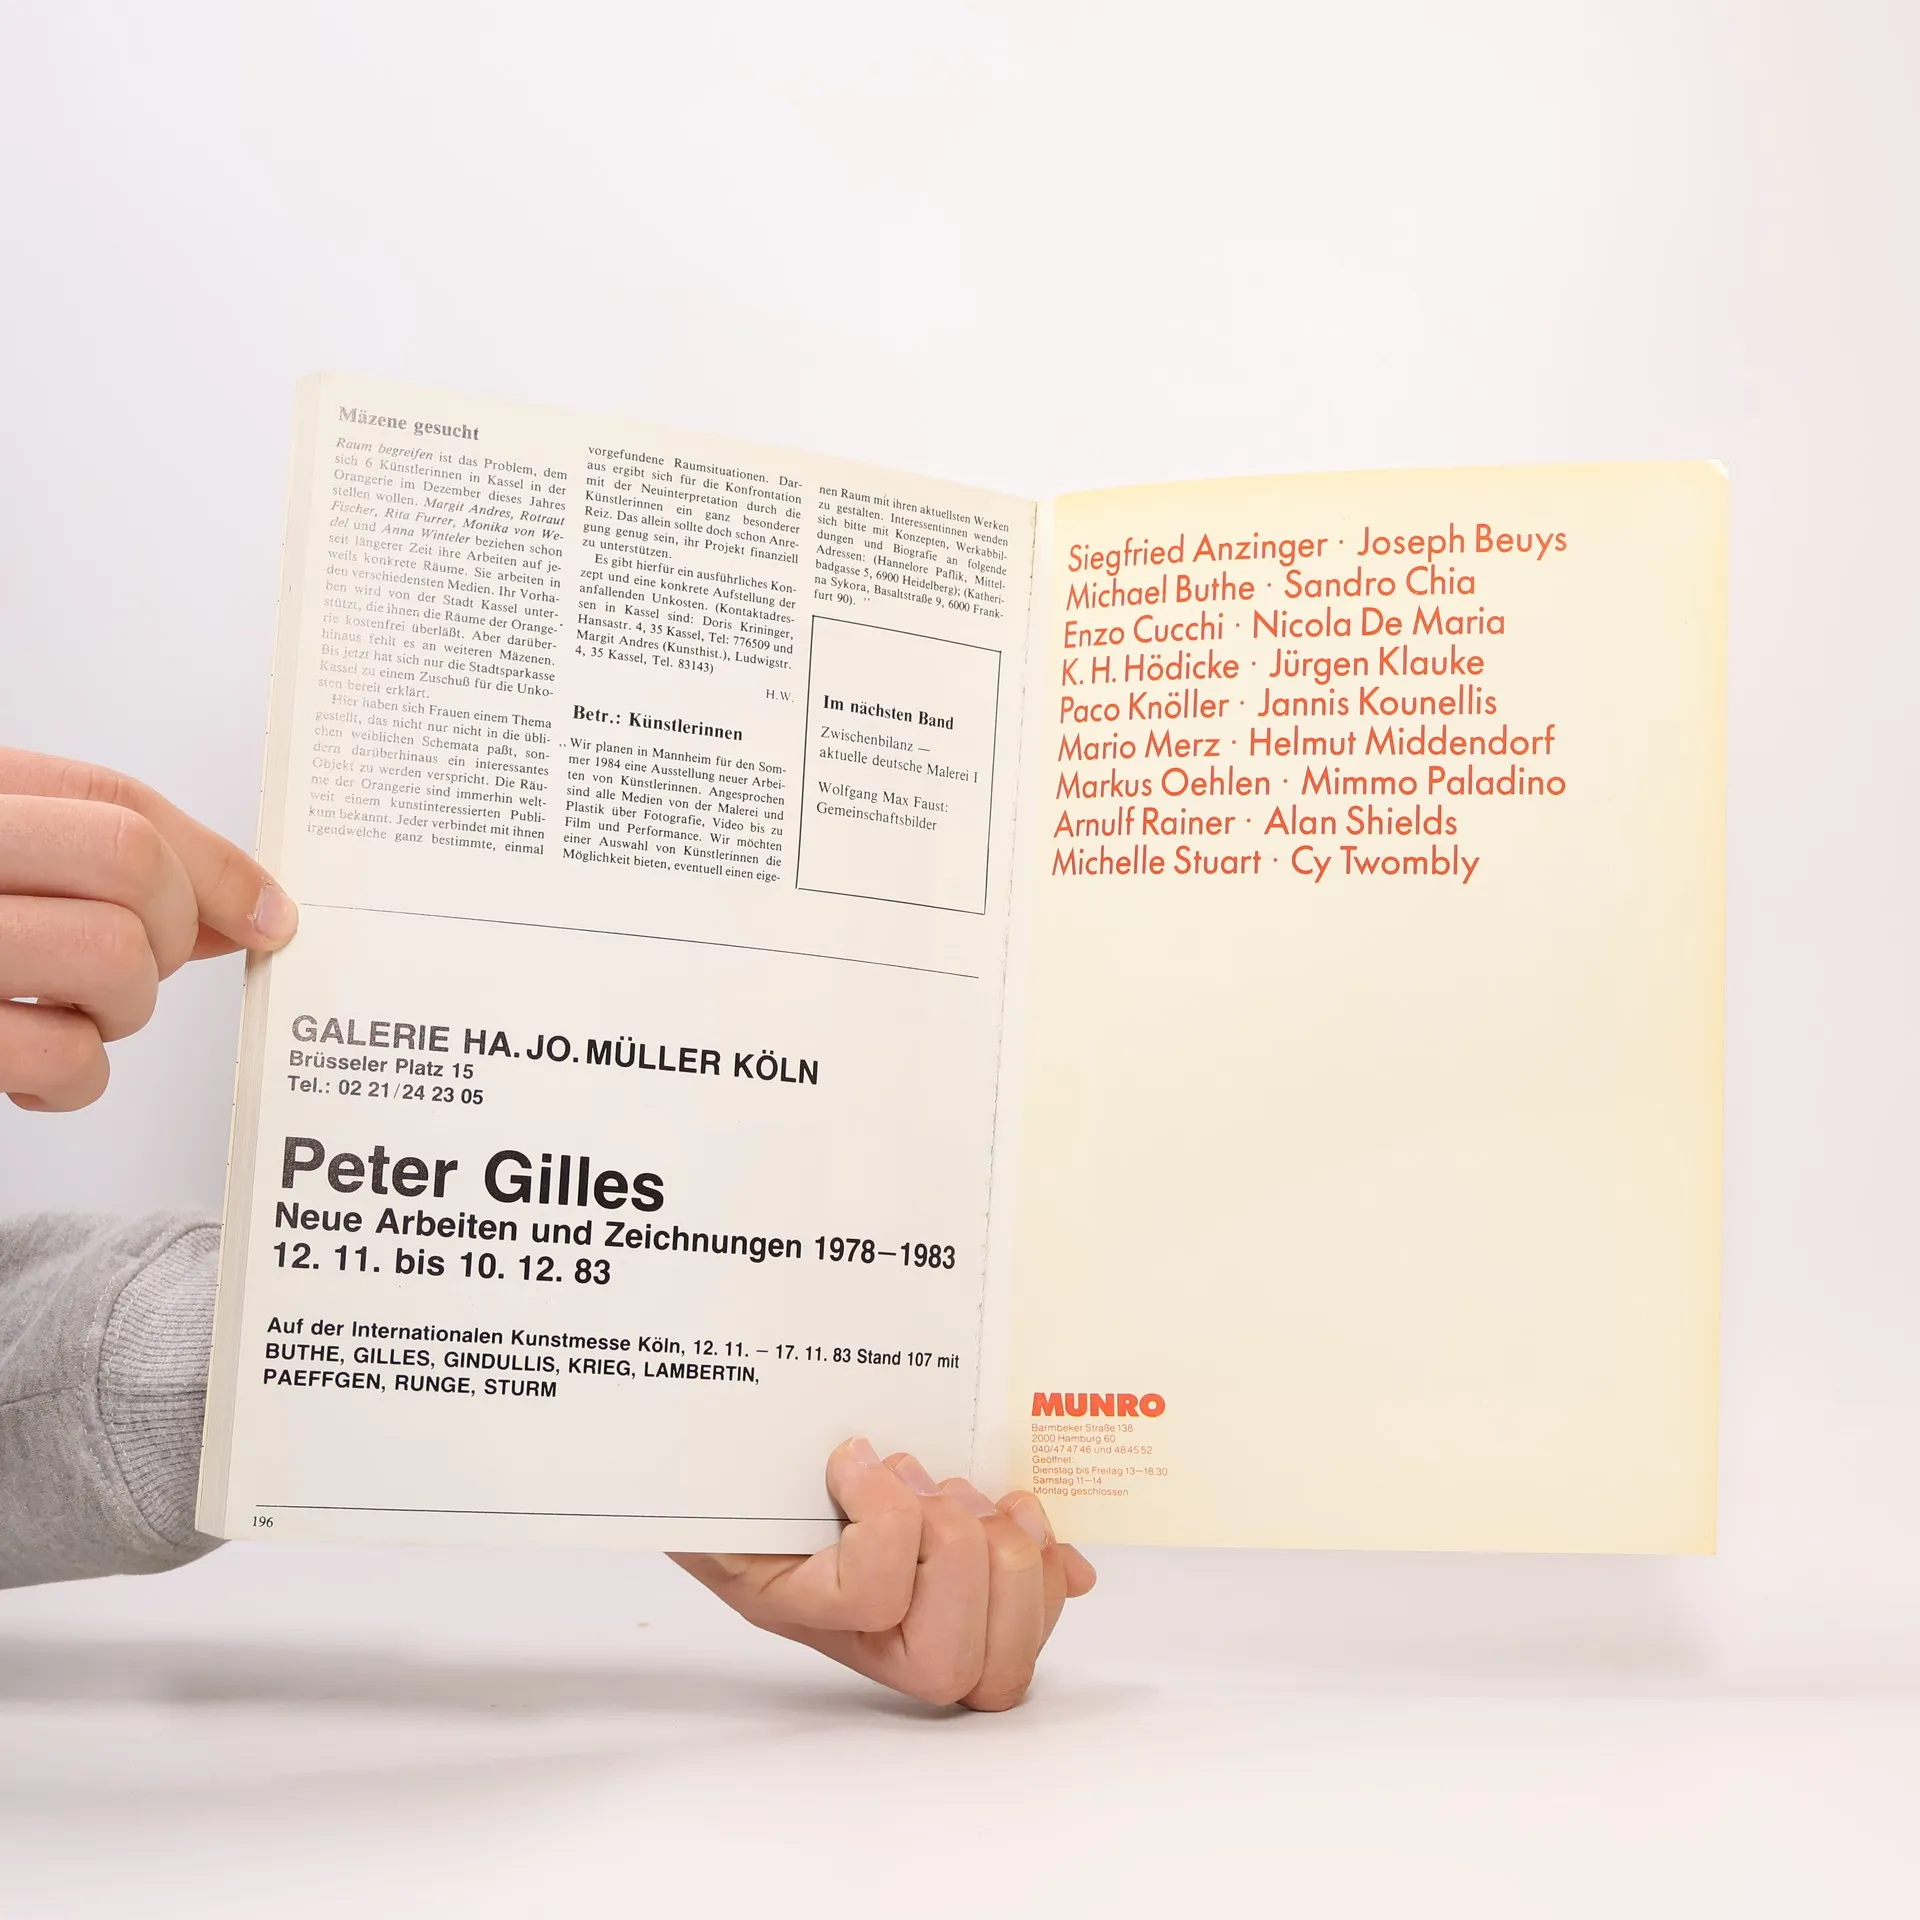 Mäzene gesucht
Raum begreifen ist das Problem, dem
sich 6 Künstlerinnen in Kassel in der
Orangerie im Dezember dieses Jahres
stellen wollen. Margit Andres, Rotraut
Fischer, Rita Furrer, Monika von We-
del und Anna Winteler beziehen schon
seit längerer Zeit ihre Arbeiten auf je-
weils konkrete Räume. Sie arbeiten in
den verschiedensten Medien. Ihr Vorha-
ben wird von der Stadt Kassel unter-
stützt, die ihnen die Räume der Orange-
rie kostenfrei überläßt. Aber darüber-
hinaus fehlt es an weiteren Mäzenen.
Bis jetzt hat sich nur die Stadtsparkasse
Kassel zu einem Zuschuß für die Unko-
sten bereit erklärt.
Hier haben sich Frauen einem Thema
gestellt, das nicht nur nicht in die übli-
chen weiblichen Schemata paßt, son-
dern darüberhinaus ein interessantes
Objekt zu werden verspricht. Die Räu-
me der Orangerie sind immerhin welt-
weit einem kunstinteressierten Publi-
kum bekannt. Jeder verbindet mit ihnen
irgendwelche ganz bestimmte, einmal
vorgefundene Raumsituationen. Dar-
aus ergibt sich für die Konfrontation
mit der Neuinterpretation durch die
Künstlerinnen ein ganz besonderer
Reiz. Das allein sollte doch schon Anre-
gung genug sein, ihr Projekt finanziell
zu unterstützen.
Es gibt hierfür ein ausführliches Kon-
zept und eine konkrete Aufstellung der
anfallenden Unkosten. (Kontaktadres-
sen in Kassel sind: Doris Krininger,
Hansastr. 4, 35 Kassel, Tel: 776509 und
Margit Andres (Kunsthist.), Ludwigstr.
4, 35 Kassel, Tel. 83143)
H.W.
Betr.: Künstlerinnen
,, Wir planen in Mannheim für den Som-
mer 1984 eine Ausstellung neuer Arbei-
ten von Künstlerinnen. Angesprochen
sind alle Medien von der Malerei und
Plastik über Fotografie, Video bis zu
Film und Performance. Wir möchten
einer Auswahl von Künstlerinnen die
Möglichkeit bieten, eventuell einen eige-
nen Raum mit ihren aktuellsten Werken
zu gestalten. Interessentinnen wenden
sich bitte mit Konzepten, Werkabbil-
dungen und Biografie an folgende
Adressen: (Hannelore Paflik, Mittel-
badgasse 5, 6900 Heidelberg); (Katheri-
na Sykora, Basaltstraße 9, 6000 Frank-
furt 90). ''
Im nächsten Band
Zwischenbilanz —
aktuelle deutsche Malerei I
Wolfgang Max Faust:
Gemeinschaftsbilder
GALERIE HA. JO. MÜLLER KÖLN
Brüsseler Platz 15
Tel.: 02 21/24 23 05
Peter Gilles
Neue Arbeiten und Zeichnungen 1978–1983
12. 11. bis 10. 12. 83
Auf der Internationalen Kunstmesse Köln, 12. 11. – 17. 11. 83 Stand 107 mit
BUTHE, GILLES, GINDULLIS, KRIEG, LAMBERTIN,
PAEFFGEN, RUNGE, STURM
196
Siegfried Anzinger · Joseph Beuys
Michael Buthe · Sandro Chia
Enzo Cucchi · Nicola De Maria
K. H. Hödicke · Jürgen Klauke
Paco Knöller · Jannis Kounellis
Mario Merz · Helmut Middendorf
Markus Oehlen · Mimmo Paladino
Arnulf Rainer · Alan Shields
Michelle Stuart · Cy Twombly
MUNRO
Barmbeker Straße 138
2000 Hamburg 60
040/47 47 46 und 48 45 52
Geöffnet:
Dienstag bis Freitag 13–18.30
Samstag 11–14
Montag geschlossen